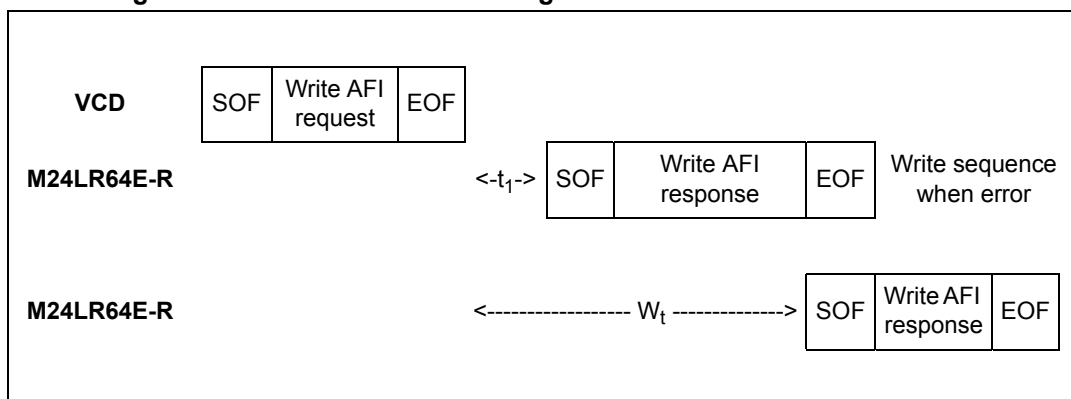 VCD SOF Write AFI EOF
request
M24LR64E-R <-t1-> SOF Write AFI EOF Write sequence
response when error
M24LR64E-R <------------------ Wt --------------> SOF Write AFI EOF
response